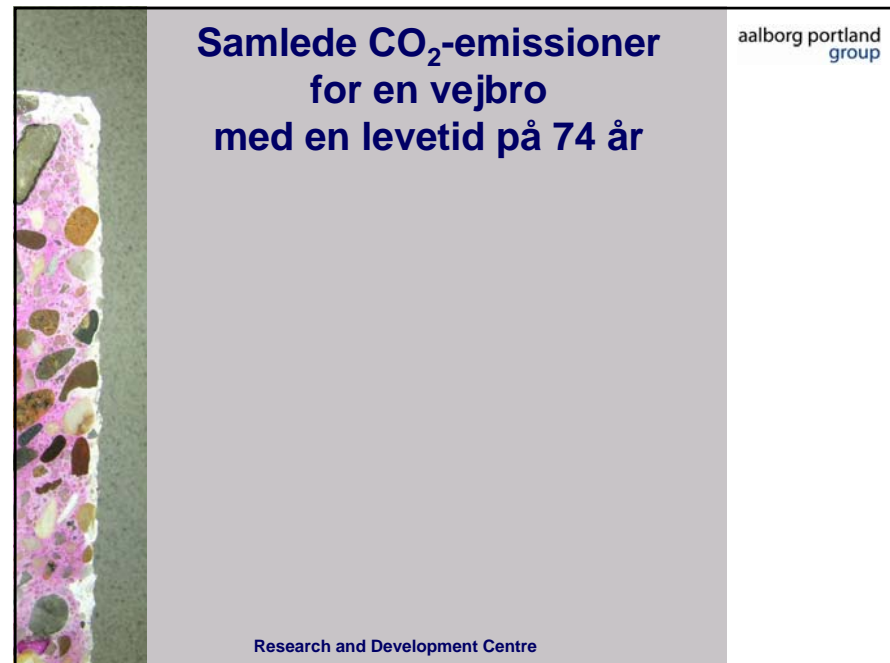 Samlede CO₂-emissioner
for en vejbro
med en levetid på 74 år
aalborg portland
group
Research and Development Centre